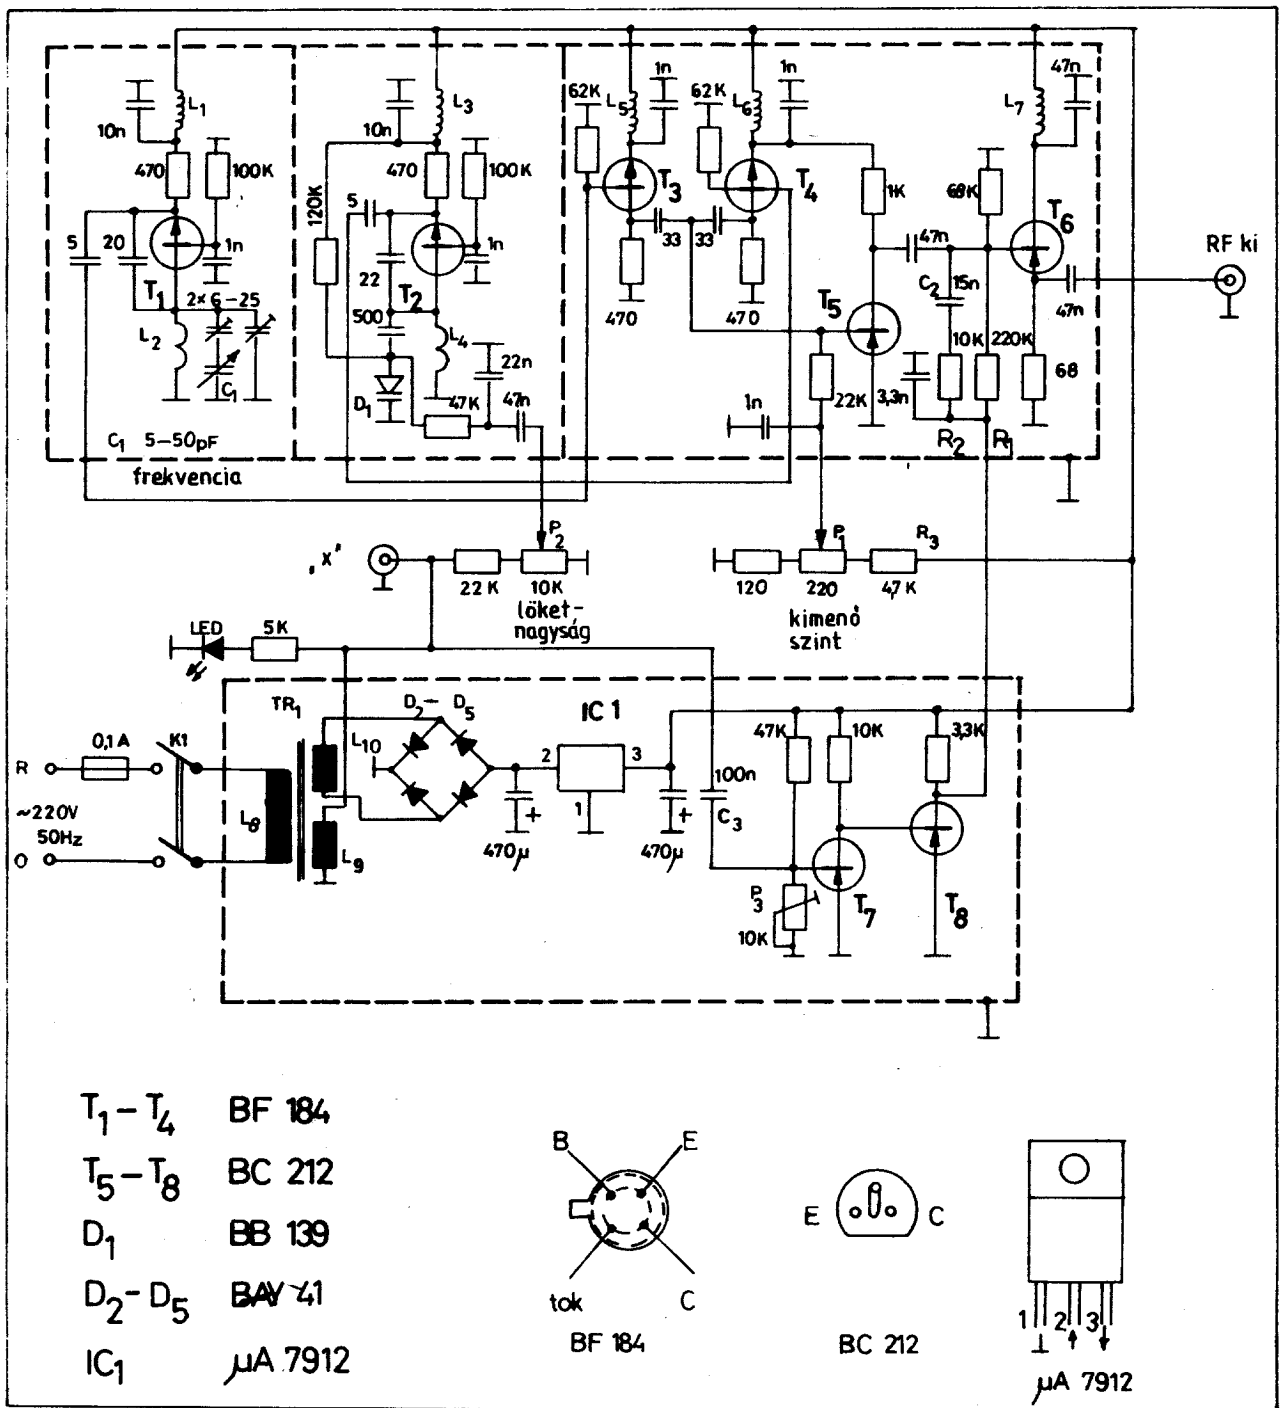 1n
1n
47n
62K
62K
L1
L3
L5
L6
L7
10n
10n
470
100K
470
100K
T3
T4
1K
68K
120K
5
T6
5
20
1n
1n
33
33
47n
RF ki
22
T1
T2
T5
C2
15n
2x 6-25
500
470
470
47n
L2
L4
10K
220K
22n
68
C1
D1
47K
47n
22K
3,3n
1n
C1 5-50pF
R2
R1
frekvencia
„X"
P2
P1
R3
22K
10K
120
220
4,7K
löket-
nagyság
kimenő
szint
LED
5K
TR1
D2- D5
IC 1
0,1 A
K1
L10
47K
10K
3,3K
R
2
3
100n
~220V
50Hz
L8
1
C3
O
L9
470µ
470µ
P3
10K
T7
T8
T1-T4 BF 184
T5-T8 BC 212
D1 BB 139
D2-D5 BAY 41
IC1 µA 7912
B
E
tok
C
BF 184
E
C
BC 212
1
2
3
µA 7912